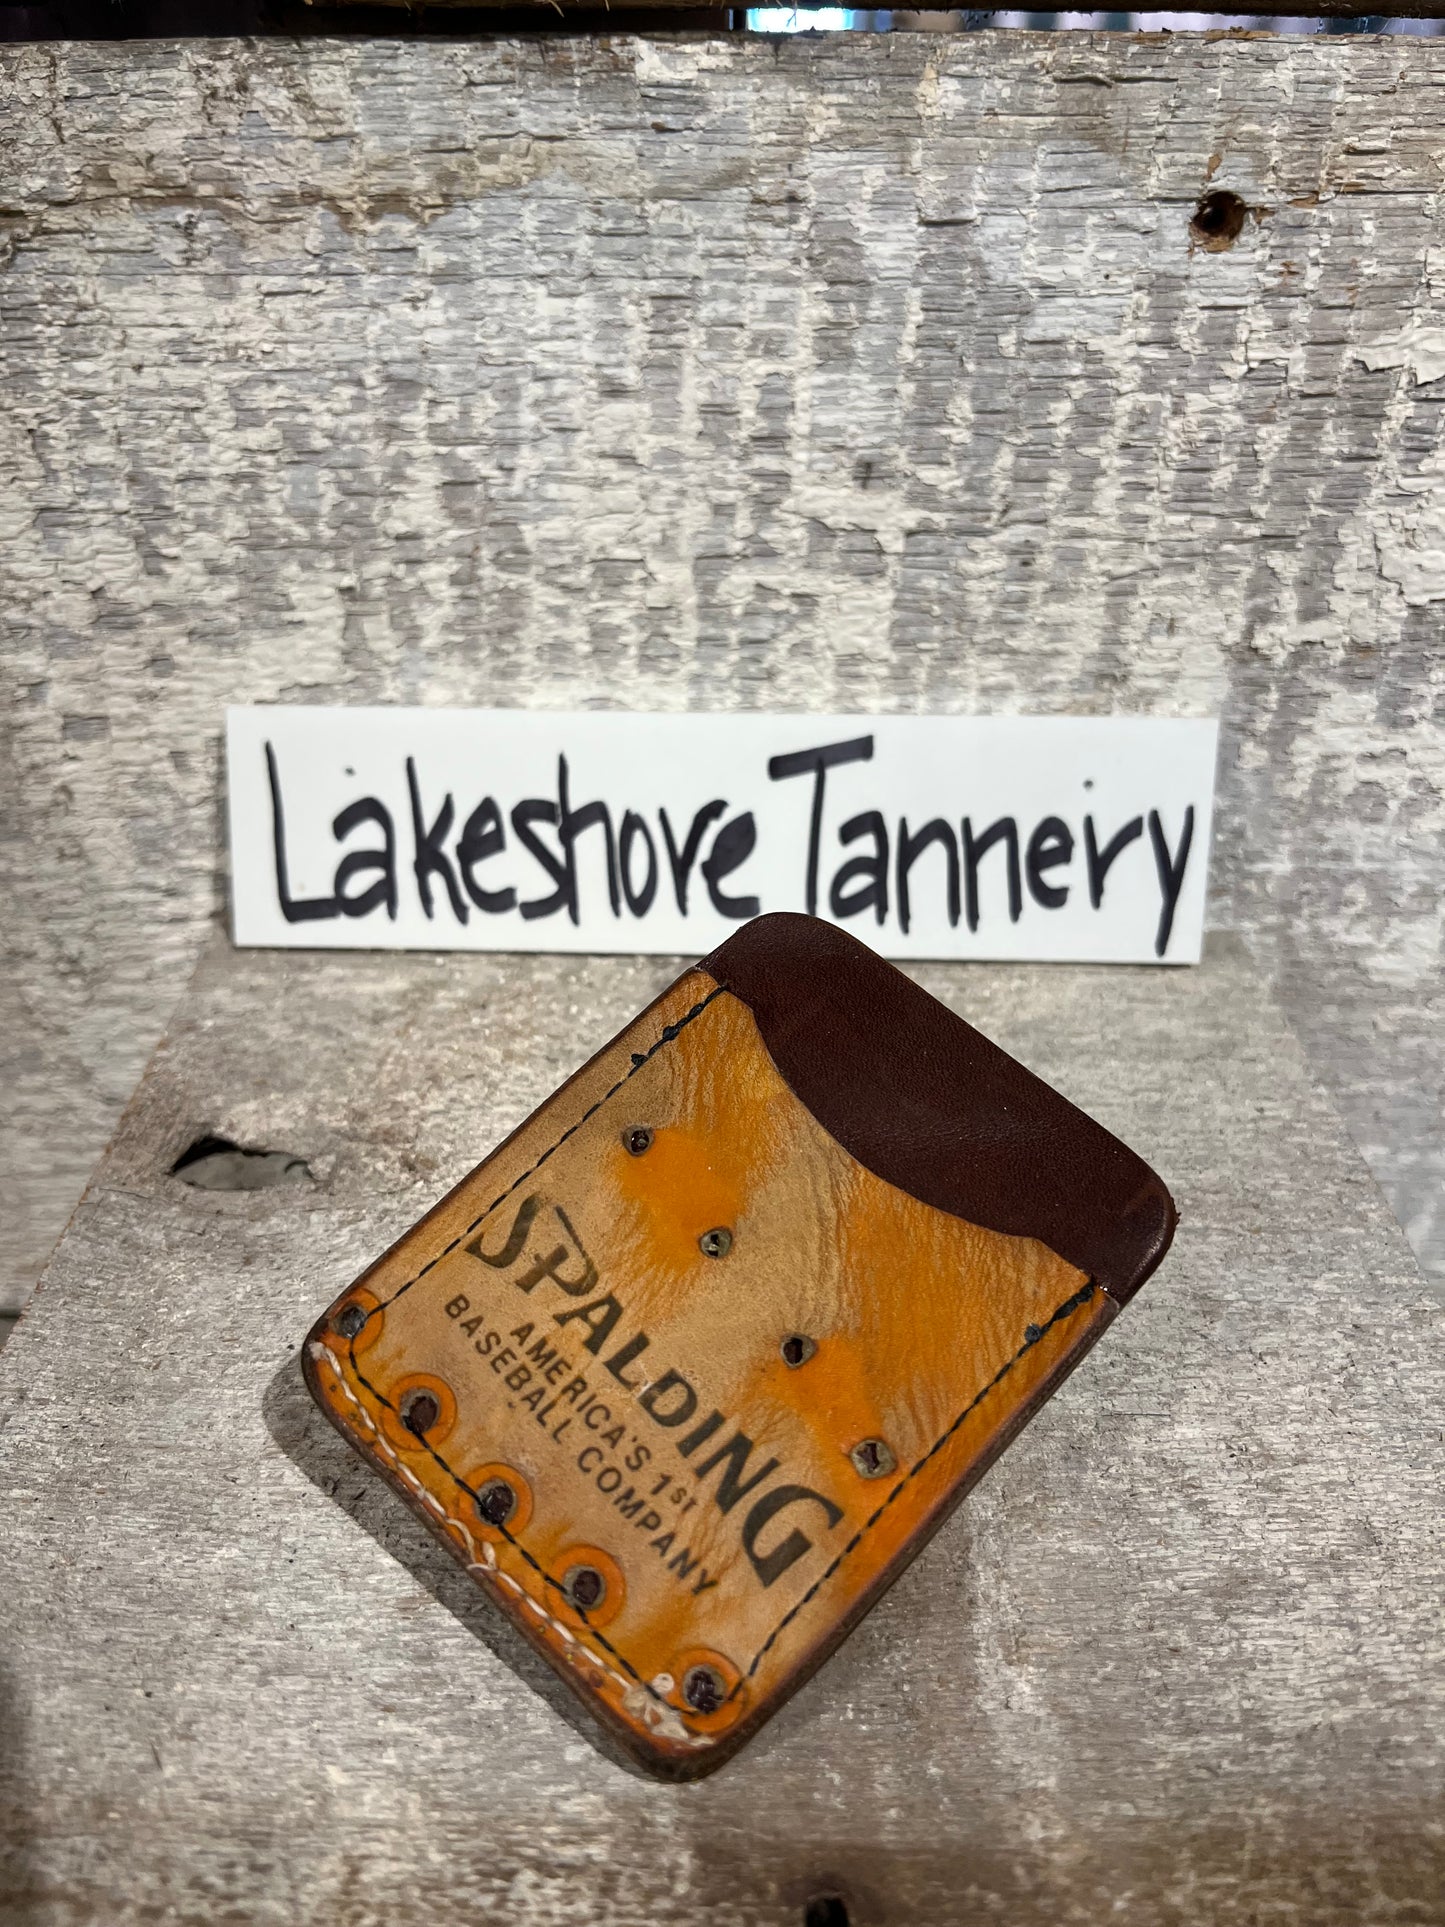 Lakeshore Tannery
SPALDING
AMERICA'S 1ST
BASEBALL COMPANY